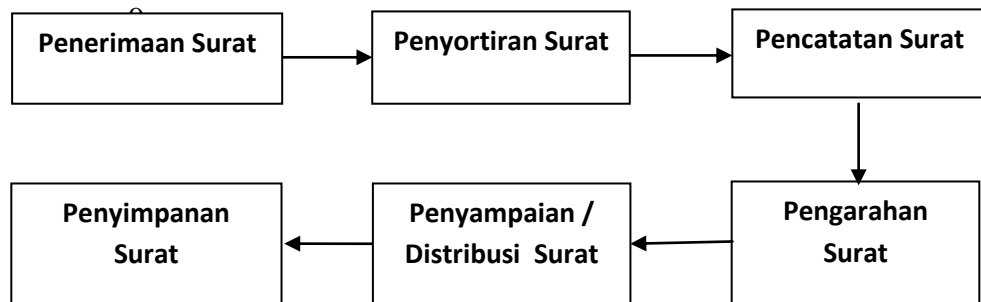 Penerimaan Surat
Penyortiran Surat
Pencatatan Surat
Pengarahan
Surat
Penyampaian /
Distribusi Surat
Penyimpanan
Surat